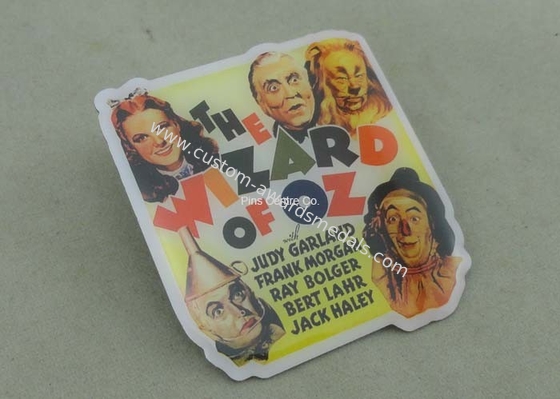 THE
WIZARD
OF OZ
with
JUDY GARLAND
FRANK MORGAN
RAY BOLGER
BERT LAHR
JACK HALEY
Pins Centre Co.
www.custom-awardsmedals.com